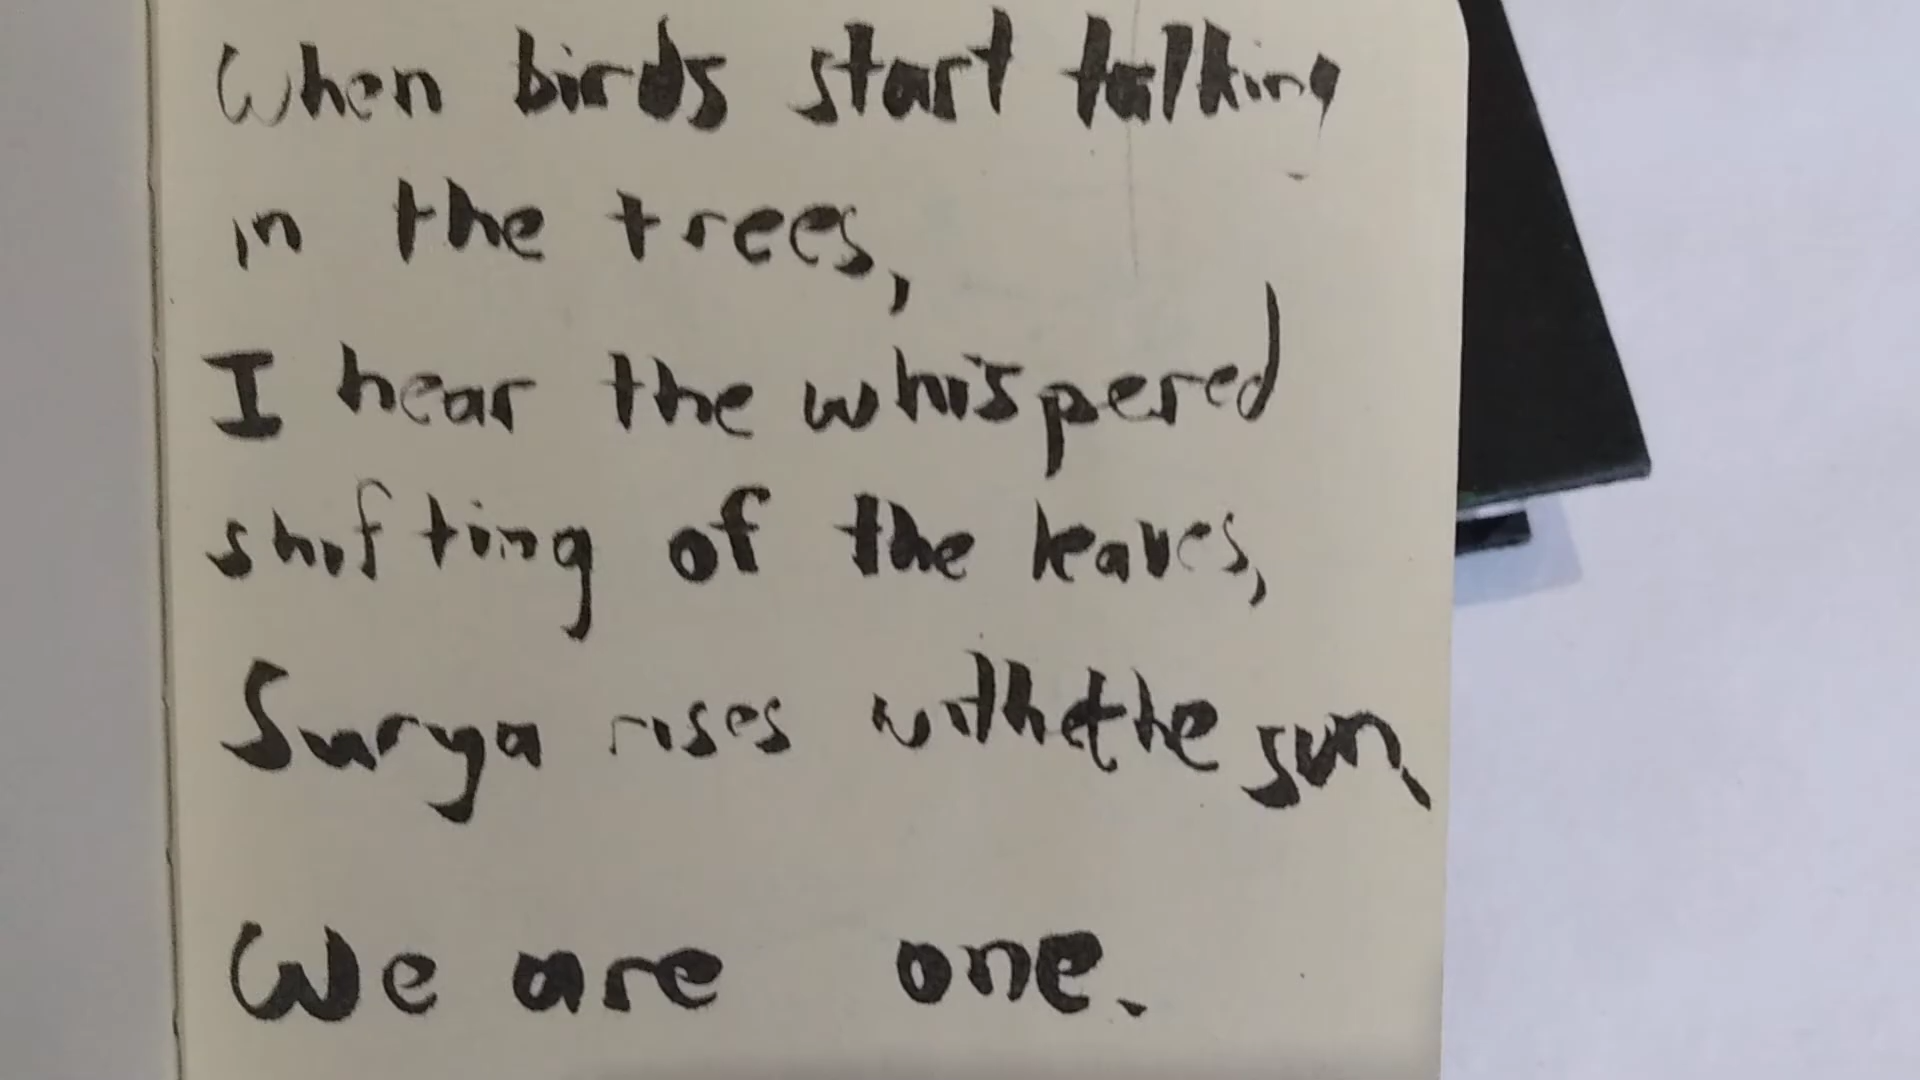 When birds start talking
in the trees,
I hear the whispered
shifting of the leaves,
Surya rises with the sun,
We are one.